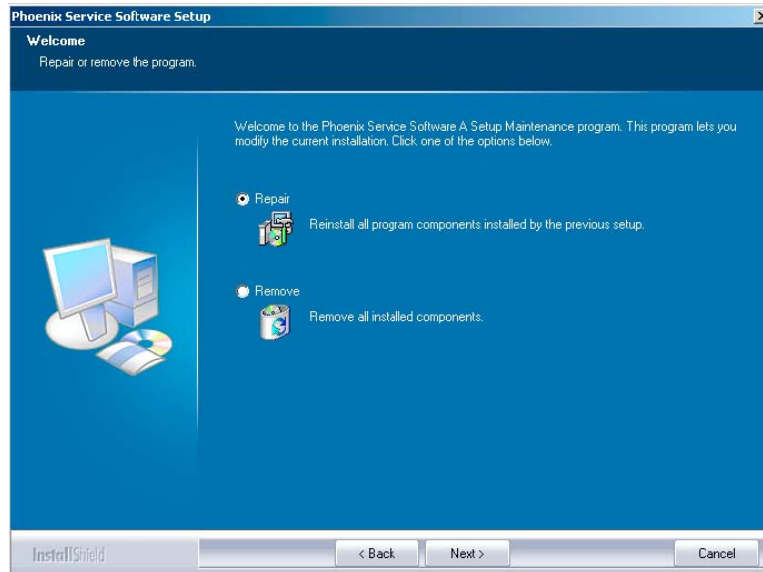 Phoenix Service Software Setup
Welcome
Repair or remove the program.
Welcome to the Phoenix Service Software A Setup Maintenance program. This program lets you
modify the current installation. Click one of the options below.
Repair
Reinstall all program components installed by the previous setup.
Remove
Remove all installed components.
InstallShield
< Back
Next >
Cancel